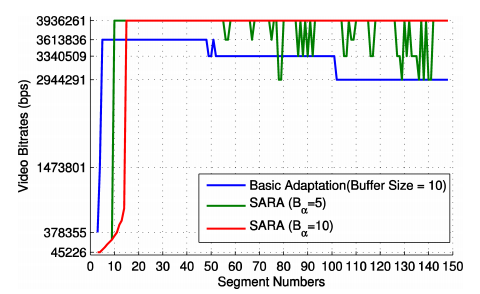 3936261
3613836
3340509
2944291
1473801
378355
45226
Video Bitrates (bps)
Basic Adaptation(Buffer Size = 10)
SARA (Bα=5)
SARA (Bα=10)
0 10 20 30 40 50 60 70 80 90 100 110 120 130 140 150
Segment Numbers